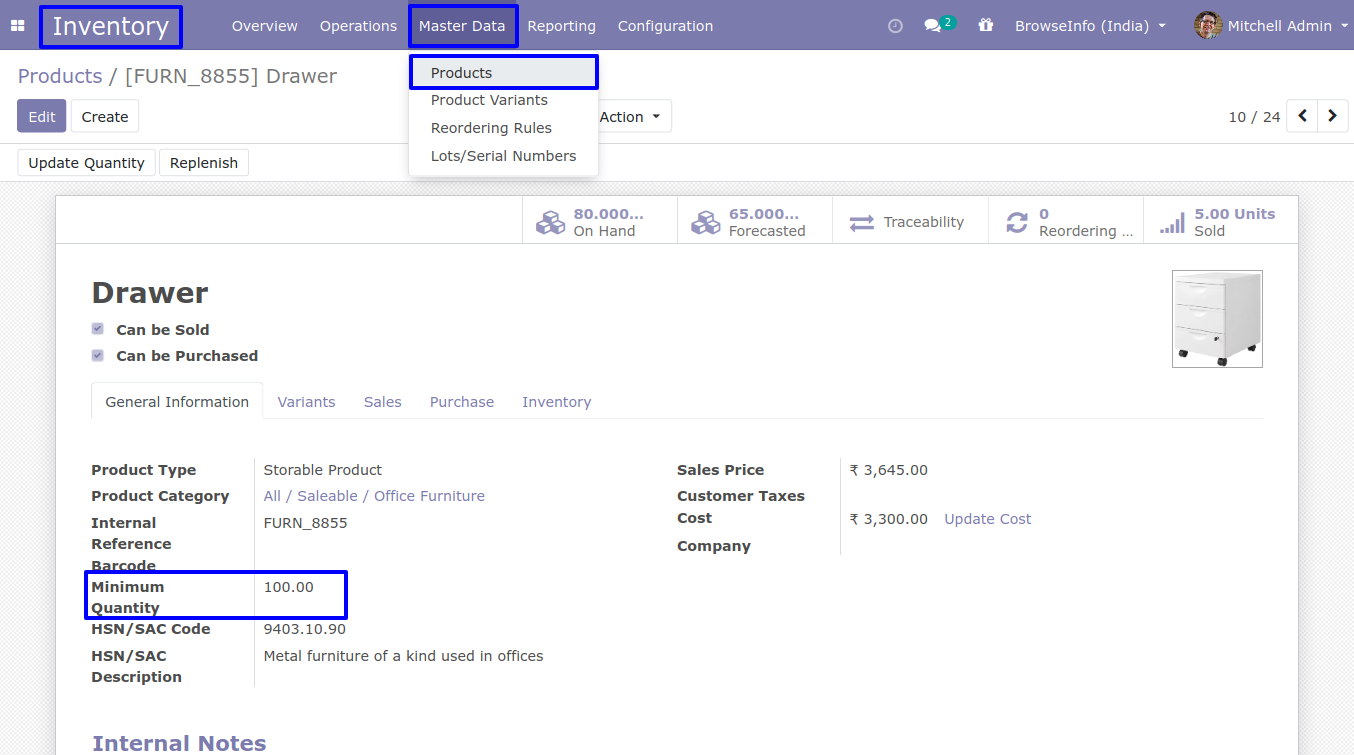 Inventory Overview Operations Master Data Reporting Configuration 2 BrowseInfo (India) Mitchell Admin
Products / [FURN_8855] Drawer
Products
Product Variants
Reordering Rules
Lots/Serial Numbers
Edit Create Action 10 / 24
Update Quantity Replenish
80.000...
On Hand
65.000...
Forecasted
Traceability
0
Reordering ...
5.00 Units
Sold
Drawer
Can be Sold
Can be Purchased
General Information Variants Sales Purchase Inventory
Product Type Storable Product
Product Category All / Saleable / Office Furniture
Internal Reference FURN_8855
Barcode
Minimum Quantity 100.00
HSN/SAC Code 9403.10.90
HSN/SAC Description Metal furniture of a kind used in offices
Sales Price ₹ 3,645.00
Customer Taxes
Cost ₹ 3,300.00 Update Cost
Company
Internal Notes